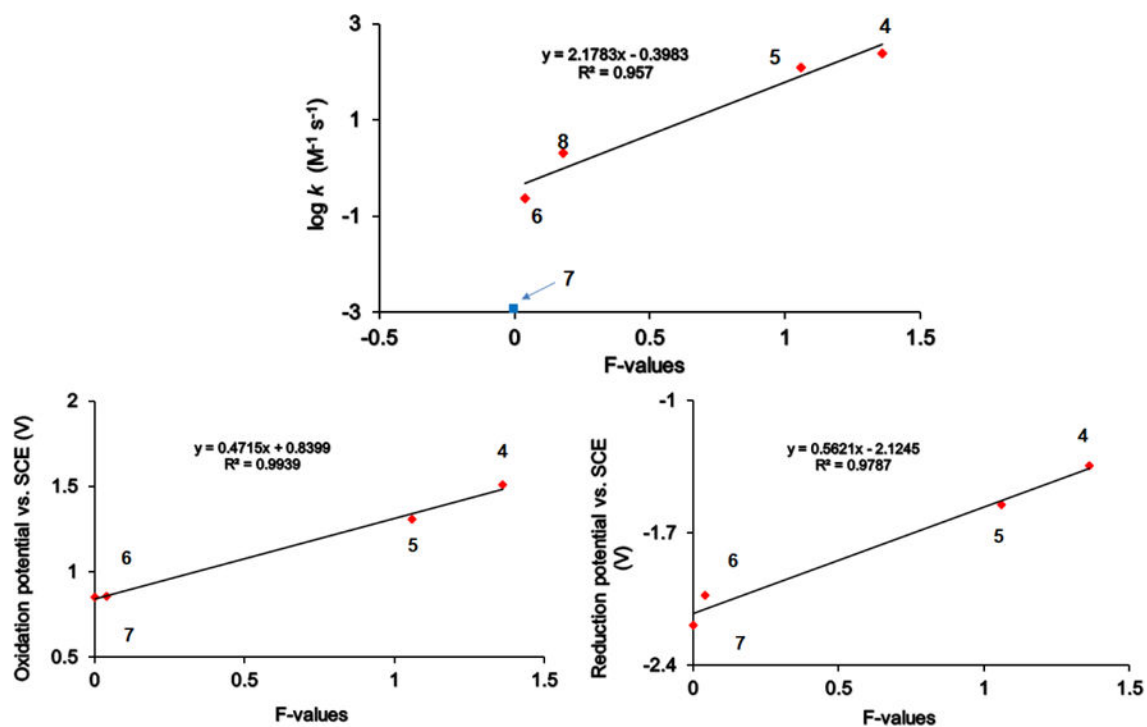 3
1
-1
-3
log k (M⁻¹ s⁻¹)
y = 2.1783x - 0.3983
R² = 0.957
4
5
8
6
7
-0.5
0
0.5
1
1.5
F-values
2
1.5
1
0.5
Oxidation potential vs. SCE (V)
y = 0.4715x + 0.8399
R² = 0.9939
4
5
6
7
0
0.5
1
1.5
F-values
-1
-1.7
-2.4
Reduction potential vs. SCE
(V)
y = 0.5621x - 2.1245
R² = 0.9787
4
5
6
7
0
0.5
1
1.5
F-values